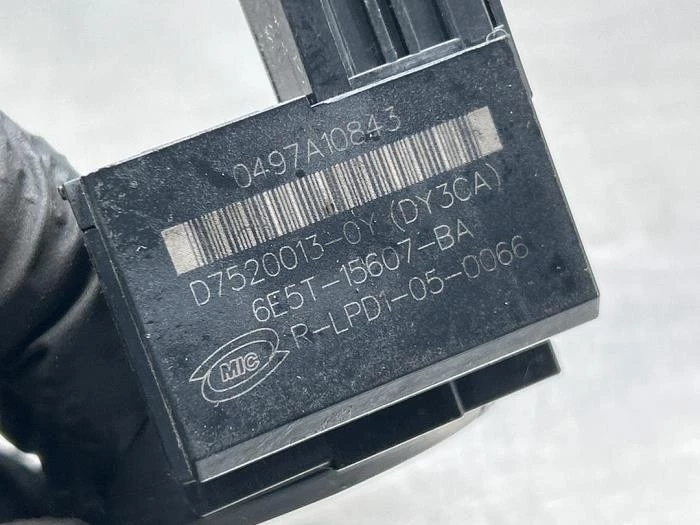 0497A10843
D7520013-0Y (DY3CA)
6E5T-15607-BA
R-LPD1-05-0066
MIC